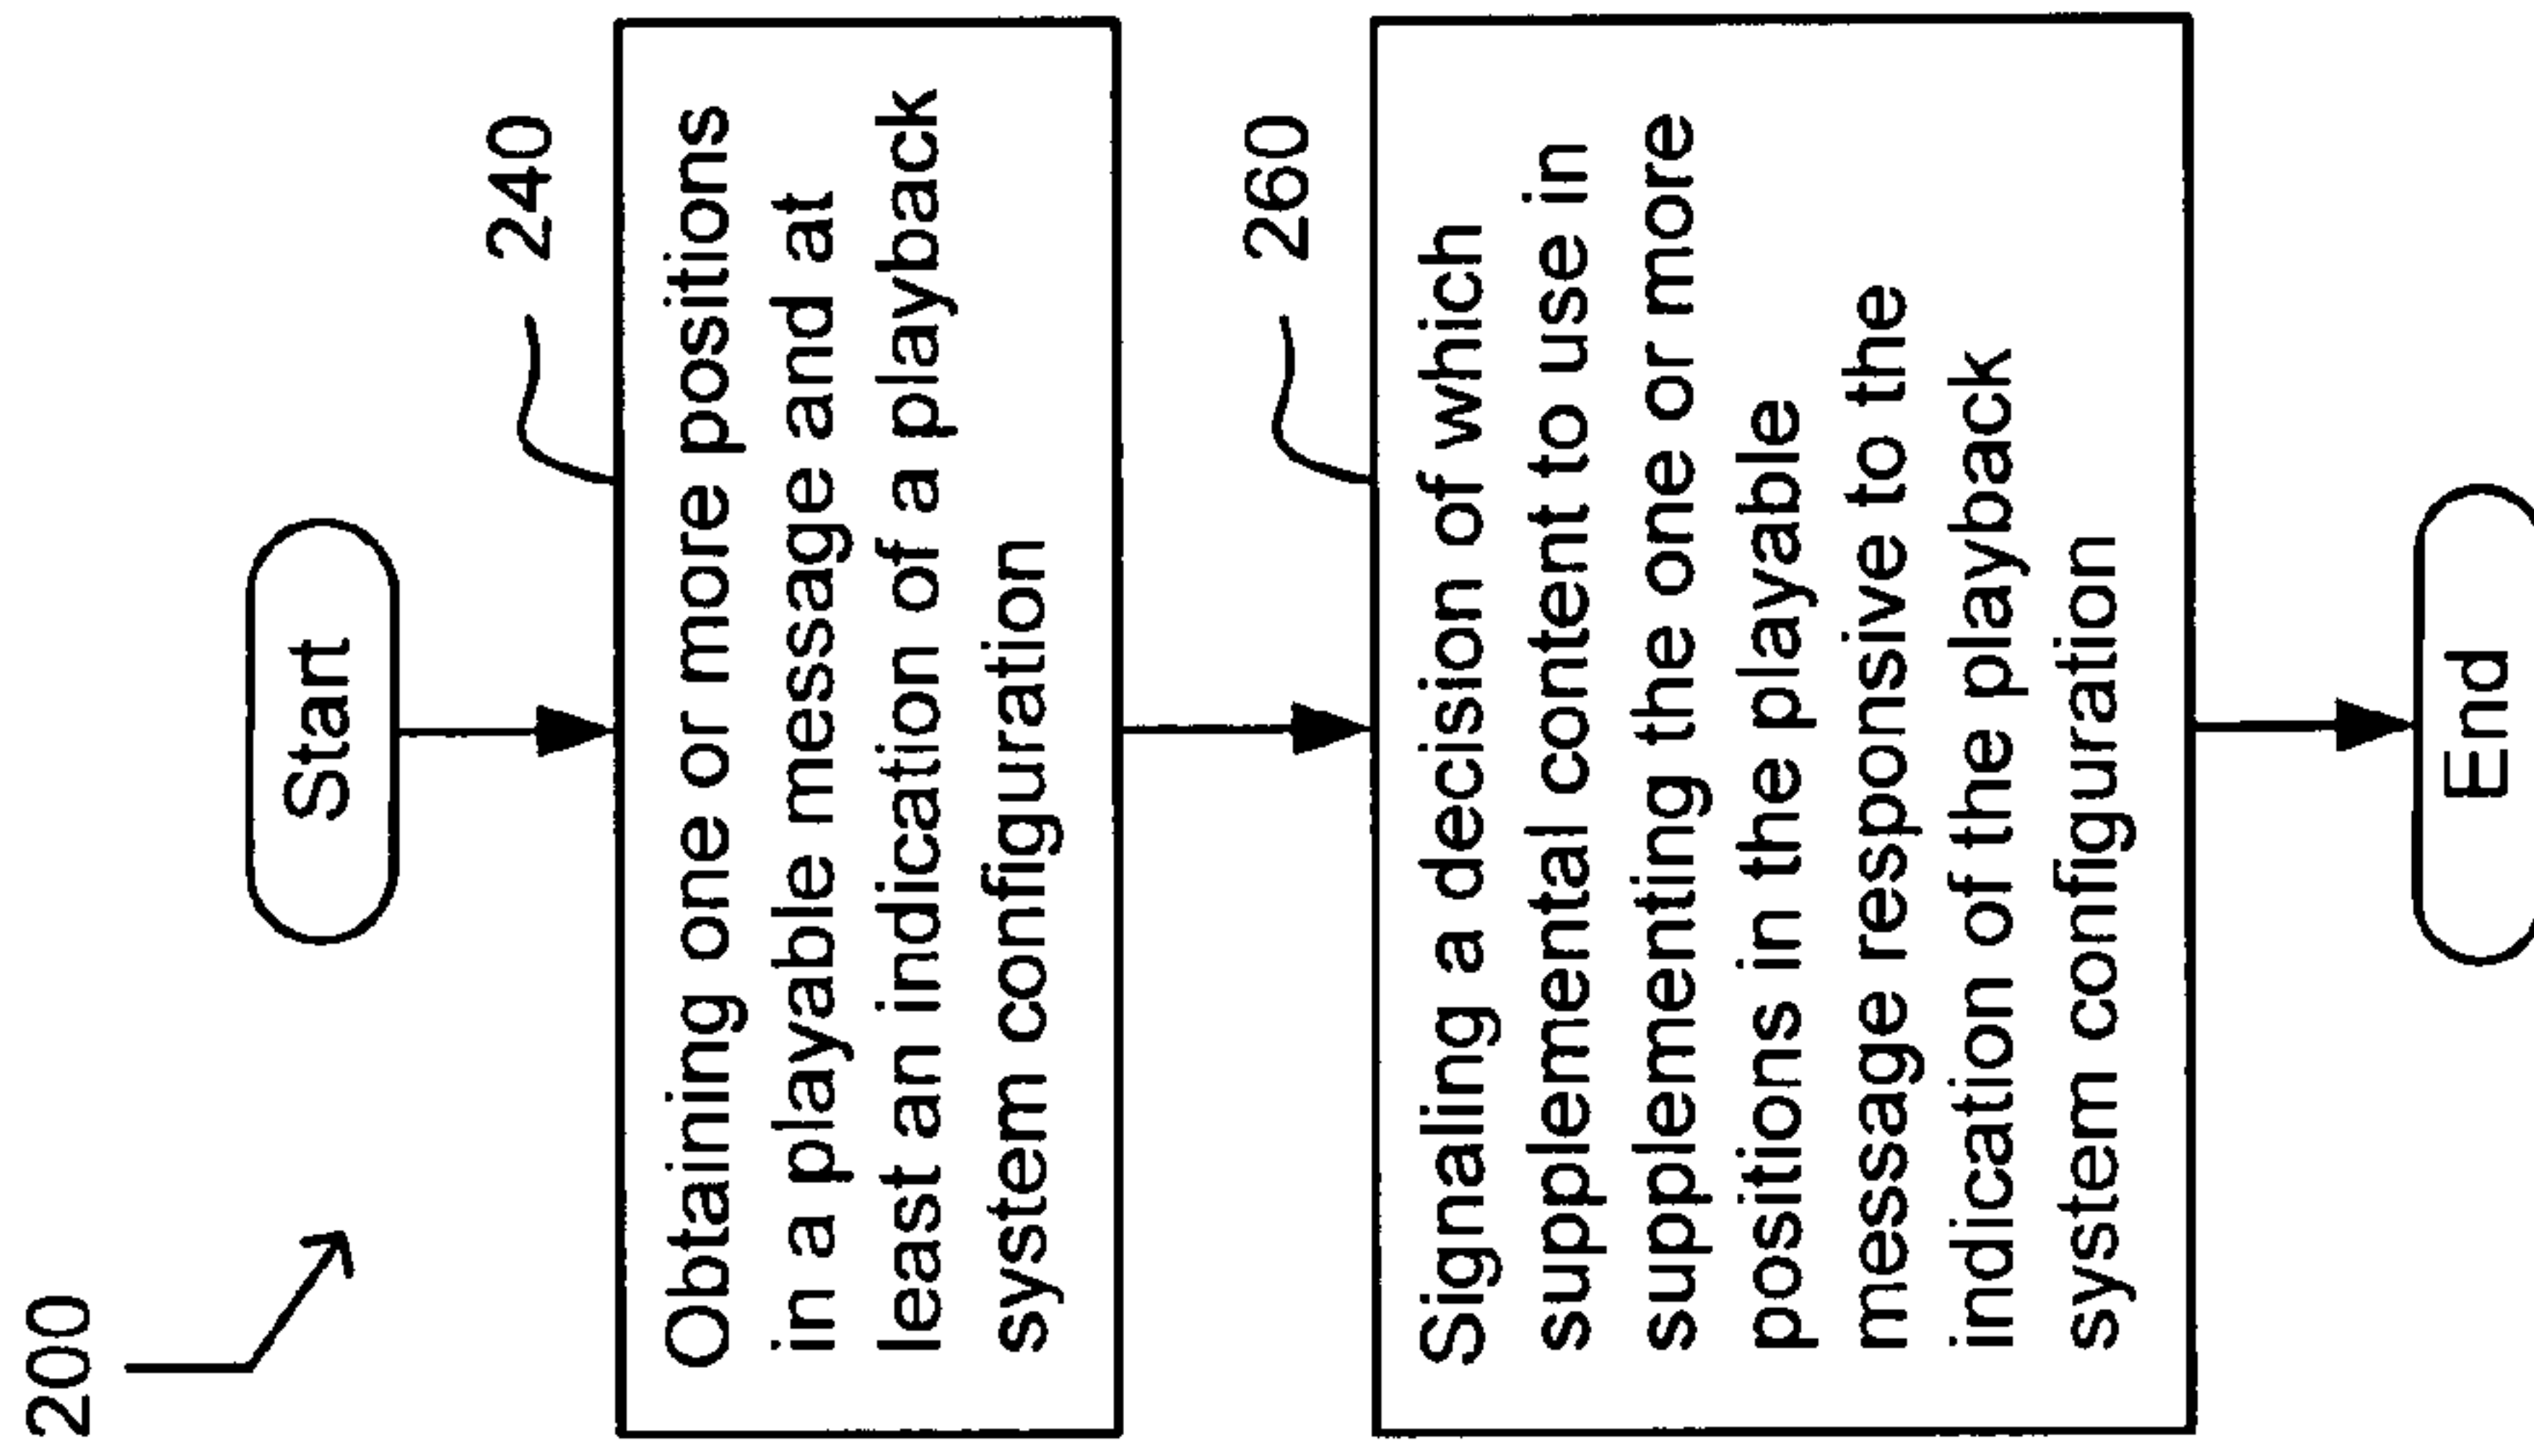 200
Start
240
Obtaining one or more positions
in a playable message and at
least an indication of a playback
system configuration
260
Signaling a decision of which
supplemental content to use in
supplementing the one or more
positions in the playable
message responsive to the
indication of the playback
system configuration
End